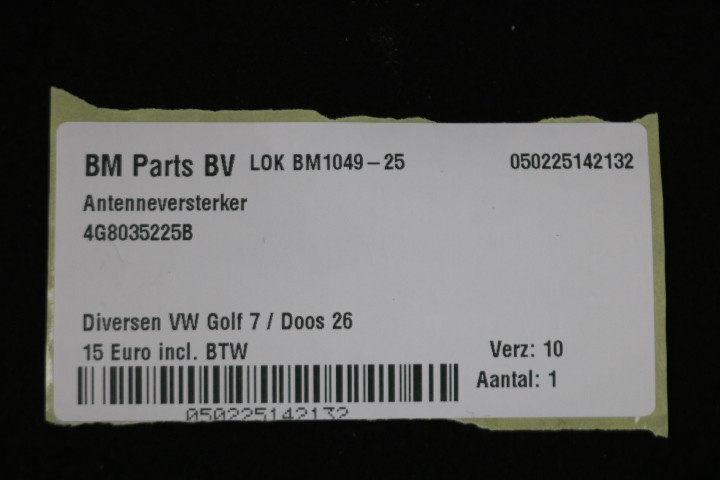 BM Parts BV LOK BM1049-25 050225142132
Antenneversterker
4G8035225B
Diversen VW Golf 7 / Doos 26
15 Euro incl. BTW Verz: 10
Aantal: 1
050225142132